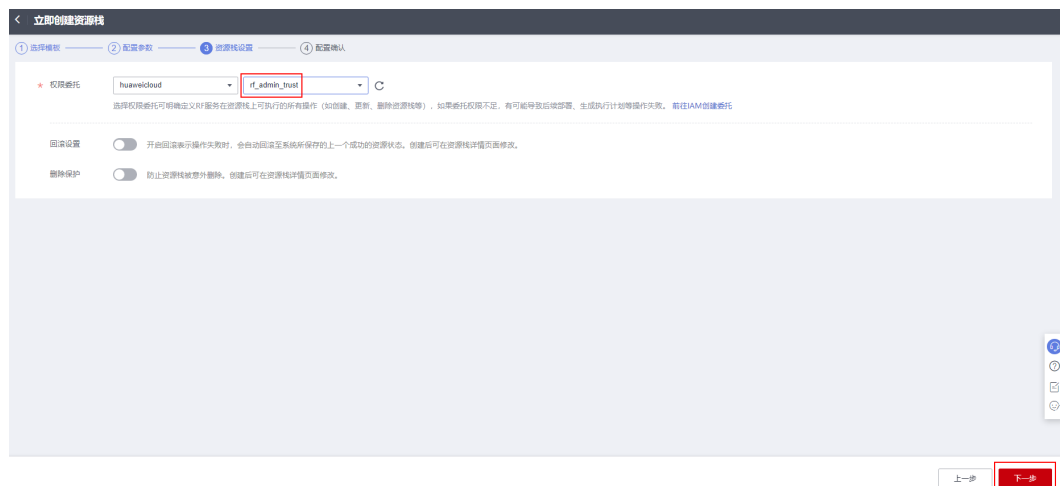 < 立即创建资源栈
1 选择模板 2 配置参数 3 资源栈设置 4 配置确认
* 权限委托 huaweicloud rf_admin_trust
选择权限委托可明确定义RF服务在资源栈上可执行的所有操作（如创建、更新、删除资源栈等），如果委托权限不足，有可能导致后续部署、生成执行计划等操作失败。 前往IAM创建委托
回滚设置 开启回滚表示操作失败时，会自动回滚至系统所保存的上一个成功的资源状态。创建后可在资源栈详情页面修改。
删除保护 防止资源栈被意外删除。创建后可在资源栈详情页面修改。
上一步 下一步